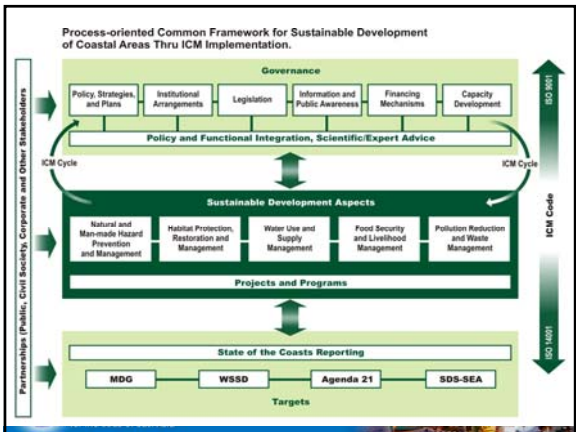 Process-oriented Common Framework for Sustainable Development
of Coastal Areas Thru ICM Implementation.
Partnerships (Public, Civil Society, Corporate and Other Stakeholders
Governance
Policy, Strategies,
and Plans
Institutional
Arrangements
Legislation
Information and
Public Awareness
Financing
Mechanisms
Capacity
Development
Policy and Functional Integration, Scientific/Expert Advice
ICM Cycle
ICM Cycle
Sustainable Development Aspects
Natural and
Man-made Hazard
Prevention
and Management
Habitat Protection,
Restoration and
Management
Water Use and
Supply
Management
Food Security
and Livelihood
Management
Pollution Reduction
and Waste
Management
Projects and Programs
State of the Coasts Reporting
MDG
WSSD
Agenda 21
SDS-SEA
Targets
ISO 9001
ICM Code
ISO 14001